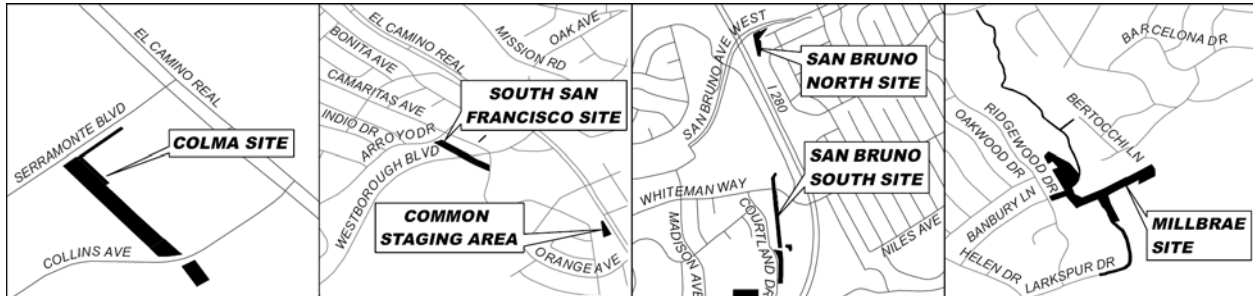 SERRAMONTE BLVD
EL CAMINO REAL
COLMA SITE
COLLINS AVE
EL CAMINO REAL
OAK AVE
MISSION RD
BONITA AVE
CAMARITAS AVE
INDIO DR
ARROYO DR
WESTBOROUGH BLVD
SOUTH SAN
FRANCISCO SITE
COMMON
STAGING AREA
ORANGE AVE
SAN BRUNO AVE WEST
I 280
SAN BRUNO
NORTH SITE
SAN BRUNO
SOUTH SITE
WHITEMAN WAY
MADISON AVE
COURTLAND DR
NILES AVE
BARCELONA DR
BERTOCCHI LN
RIDGEWOOD DR
OAKWOOD DR
BANBURY LN
HELEN DR
LARKSPUR DR
MILLBRAE
SITE